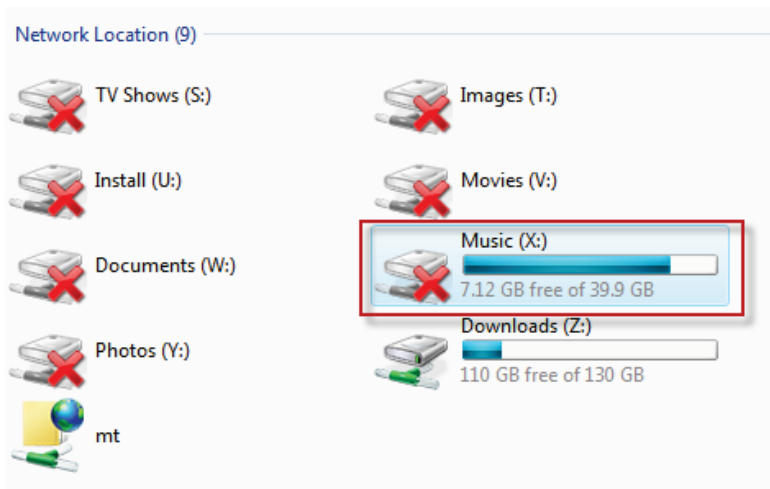 Network Location (9)
TV Shows (S:)
Images (T:)
Install (U:)
Movies (V:)
Documents (W:)
Music (X:)
7.12 GB free of 39.9 GB
Photos (Y:)
Downloads (Z:)
110 GB free of 130 GB
mt